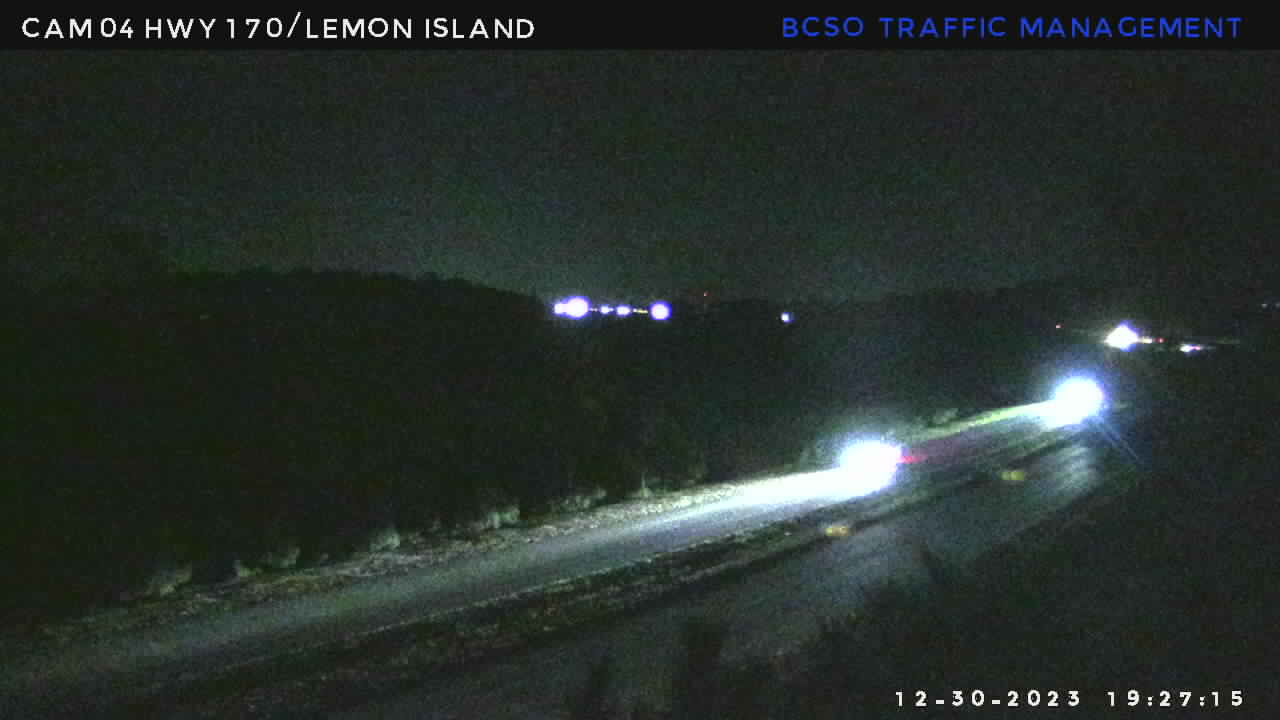 CAM04 HWY 170/LEMON ISLAND
BCSO TRAFFIC MANAGEMENT
12-30-2023 19:27:15